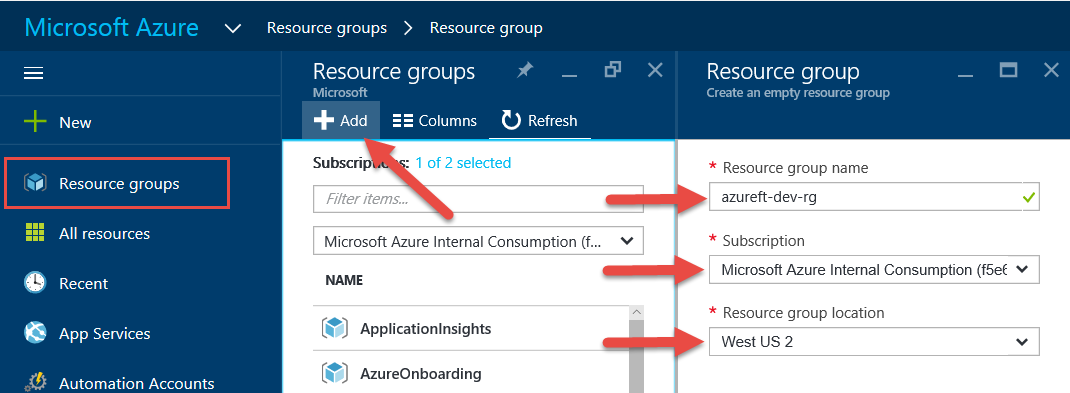 Microsoft Azure
Resource groups
Resource group
New
Resource groups
All resources
Recent
App Services
Automation Accounts
Resource groups
Microsoft
Add
Columns
Refresh
Subscriptions: 1 of 2 selected
Filter items...
Microsoft Azure Internal Consumption (f...
NAME
ApplicationInsights
AzureOnboarding
Resource group
Create an empty resource group
* Resource group name
azureft-dev-rg
* Subscription
Microsoft Azure Internal Consumption (f5e6
* Resource group location
West US 2